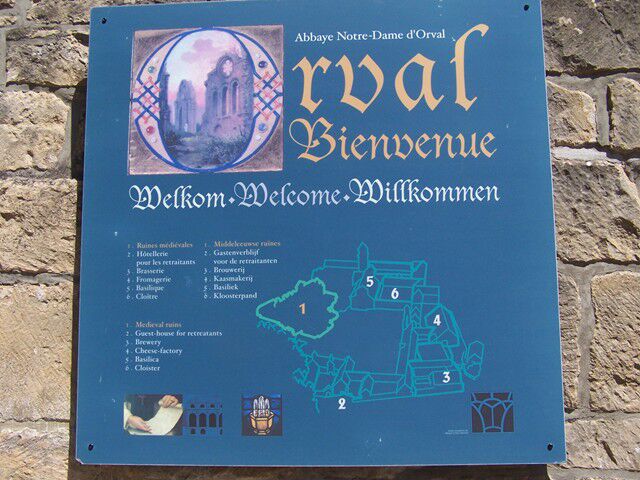 Abbaye Notre-Dame d'Orval
Orval
Bienvenue
Welkom • Welcome • Willkommen
1. Ruines médiévales
2. Hôtellerie
pour les retraitants
3. Brasserie
4. Fromagerie
5. Basilique
6. Cloître
1. Middeleeuwse ruines
2. Gastenverblijf
voor de retraitanten
3. Brouwerij
4. Kaasmakerij
5. Basiliek
6. Kloosterpand
1. Medieval ruins
2. Guest-house for retreatants
3. Brewery
4. Cheese-factory
5. Basilica
6. Cloister
5
6
1
4
3
2